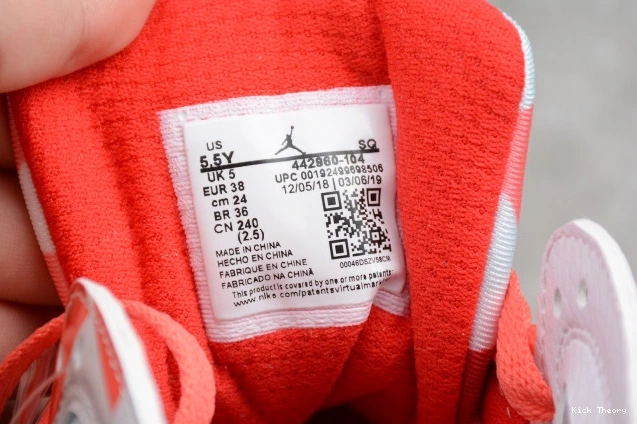 US
5.5Y
SQ
UK 5
442960-104
EUR 38
UPC 00192499698506
cm 24
12/05/18 | 03/06/19
BR 36
CN 240
(2.5)
MADE IN CHINA
HECHO EN CHINA
FABRIQUE EN CHINE
FABRICADO NA CHINA
00046DSZV58CM
This product is covered by one or more patents
www.nike.com/patentsvirtualmar
Kick Theory